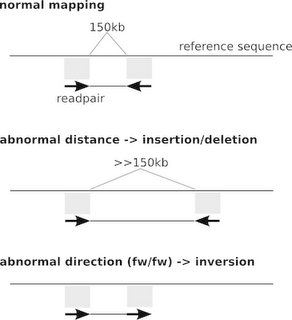 normal mapping
150kb
reference sequence
readpair
abnormal distance -> insertion/deletion
>>150kb
abnormal direction (fw/fw) -> inversion